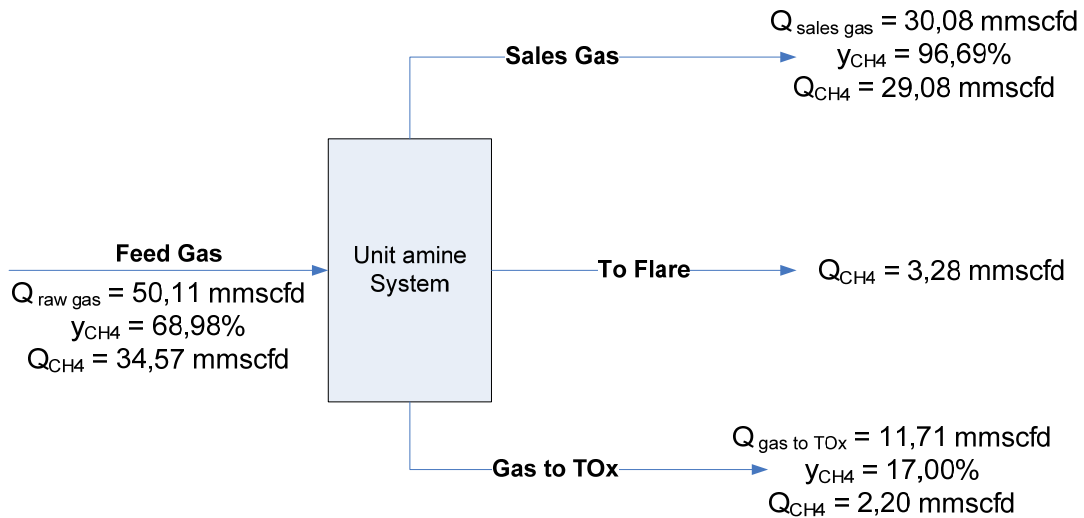 Sales Gas
Q sales gas = 30,08 mmscfd
yCH4 = 96,69%
QCH4 = 29,08 mmscfd
Feed Gas
Q raw gas = 50,11 mmscfd
yCH4 = 68,98%
QCH4 = 34,57 mmscfd
Unit amine
System
To Flare
QCH4 = 3,28 mmscfd
Gas to TOx
Q gas to TOx = 11,71 mmscfd
yCH4 = 17,00%
QCH4 = 2,20 mmscfd